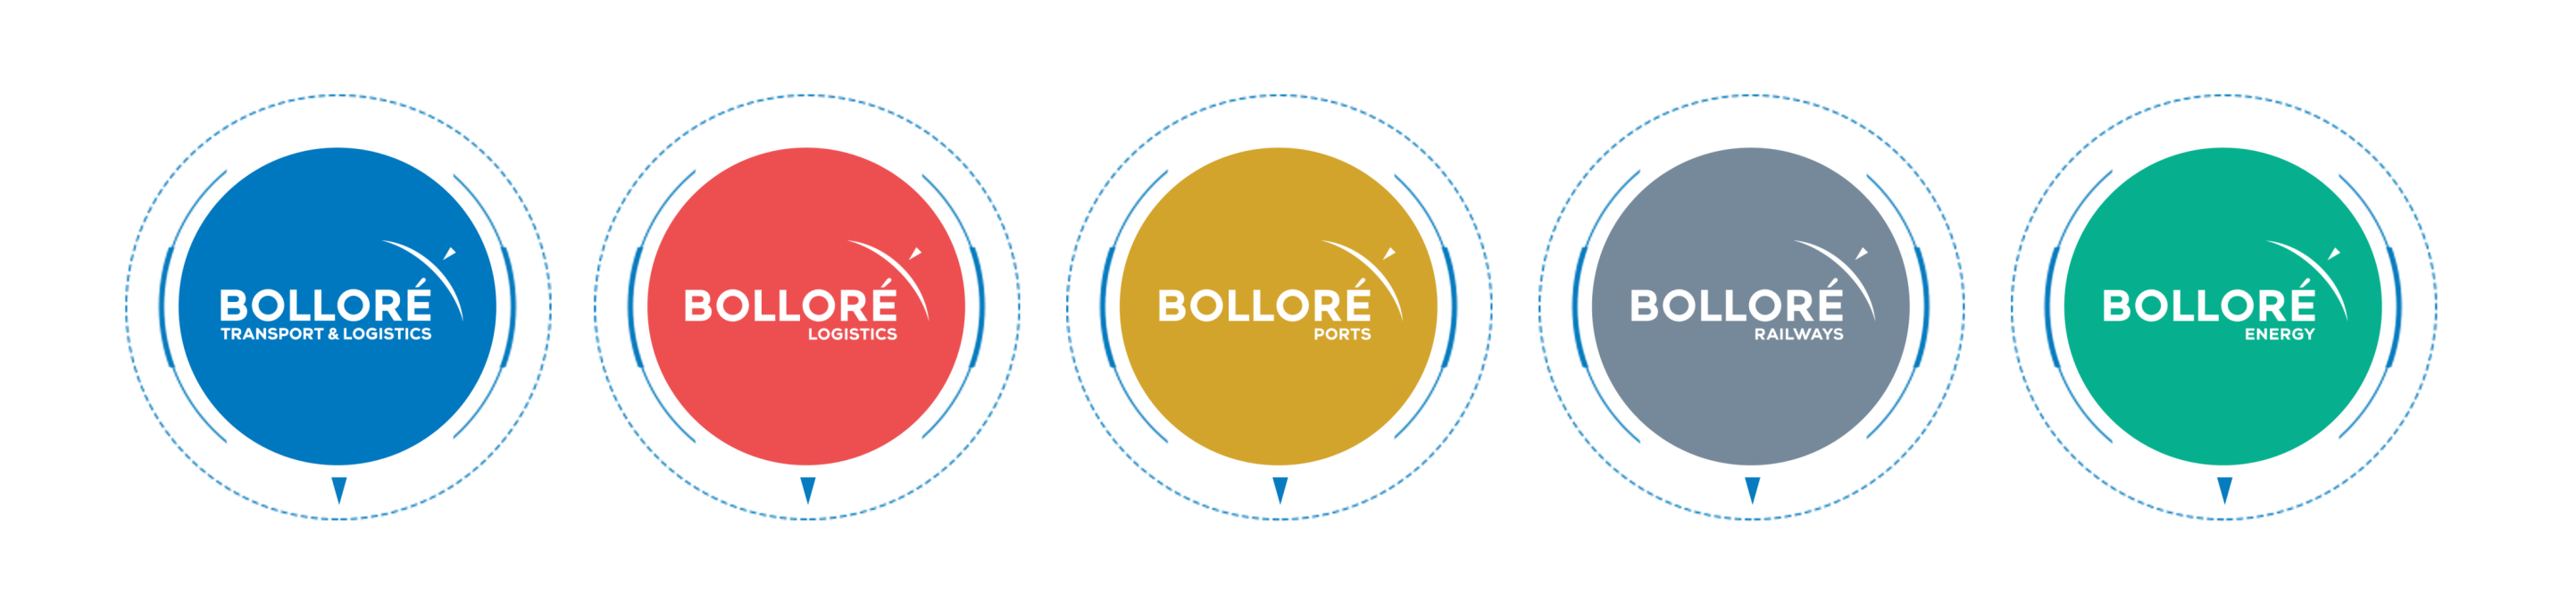 BOLLORÉ
TRANSPORT & LOGISTICS
BOLLORÉ
LOGISTICS
BOLLORÉ
PORTS
BOLLORÉ
RAILWAYS
BOLLORÉ
ENERGY